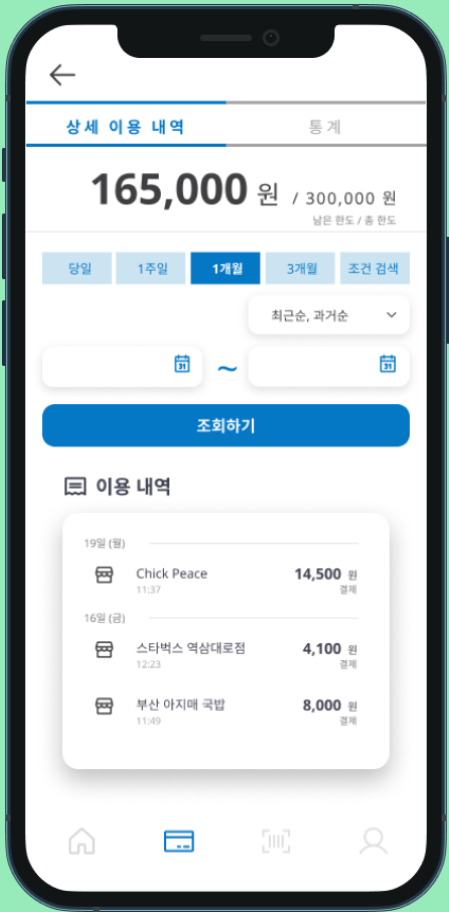 상세 이용 내역 통계
165,000 원 / 300,000 원
남은 한도 / 총 한도
당일 1주일 1개월 3개월 조건 검색
최근순, 과거순
31 ~ 31
조회하기
이용 내역
19일 (월)
Chick Peace 14,500 원
11:37 결제
16일 (금)
스타벅스 역삼대로점 4,100 원
12:23 결제
부산 아지매 국밥 8,000 원
11:49 결제